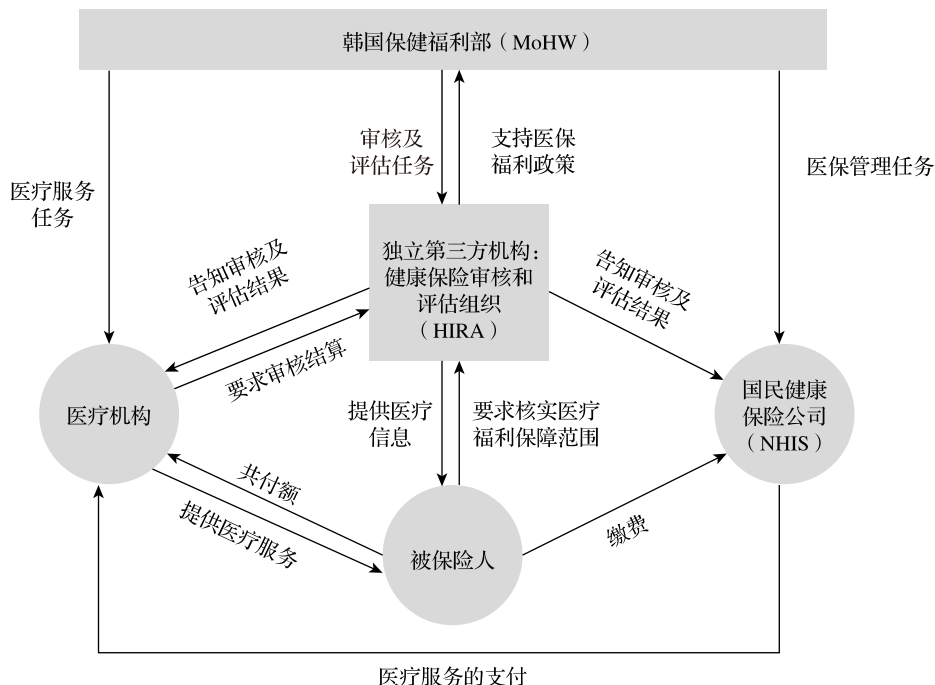 韩国保健福利部（MoHW）
审核及
评估任务
支持医保
福利政策
医保管理任务
医疗服务
任务
独立第三方机构：
健康保险审核和
评估组织
（HIRA）
告知审核及
评估结果
告知审核及
评估结果
要求审核结算
医疗机构
国民健康
保险公司
（NHIS）
提供医疗
信息
要求核实医疗
福利保障范围
共付额
提供医疗服务
缴费
被保险人
医疗服务的支付